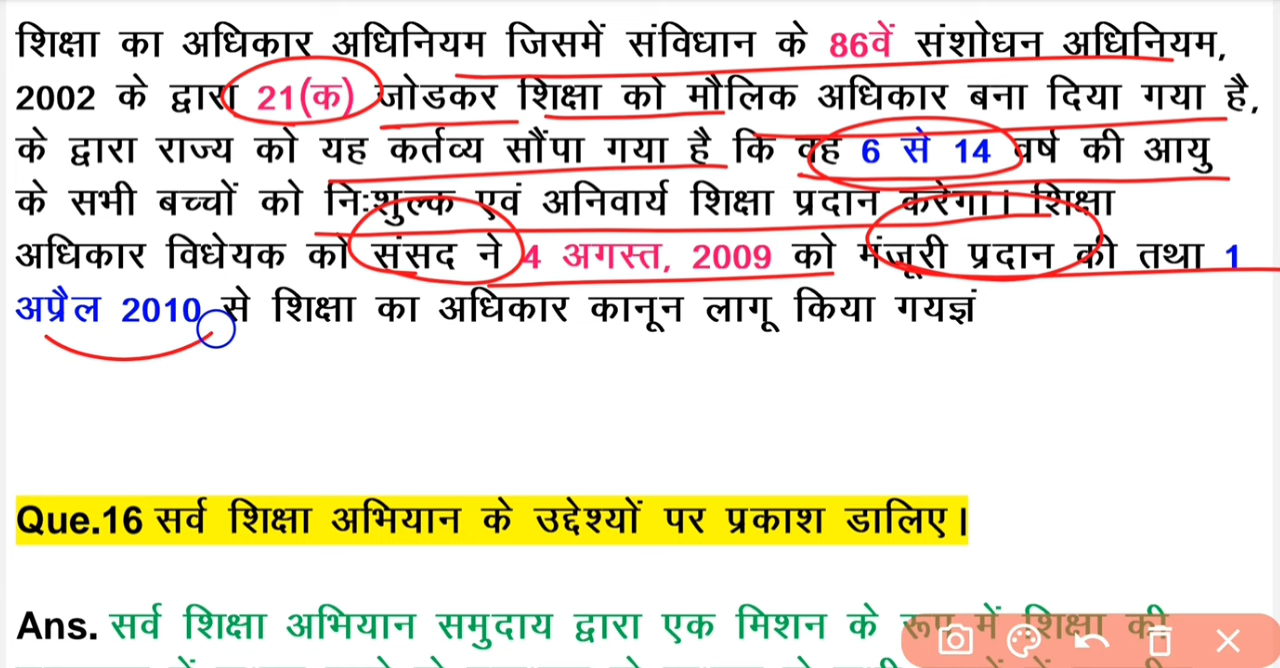 शिक्षा का अधिकार अधिनियम जिसमें संविधान के 86वें संशोधन अधिनियम,
2002 के द्वारा 21(क) जोडकर शिक्षा को मौलिक अधिकार बना दिया गया है,
के द्वारा राज्य को यह कर्तव्य सौंपा गया है कि वह 6 से 14 वर्ष की आयु
के सभी बच्चों को निःशुल्क एवं अनिवार्य शिक्षा प्रदान करेगा। शिक्षा
अधिकार विधेयक को संसद ने 4 अगस्त, 2009 को मंजूरी प्रदान की तथा 1
अप्रैल 2010 से शिक्षा का अधिकार कानून लागू किया गयज्ञं
Que.16 सर्व शिक्षा अभियान के उद्देश्यों पर प्रकाश डालिए।
Ans. सर्व शिक्षा अभियान समुदाय द्वारा एक मिशन के रूप में शिक्षा की